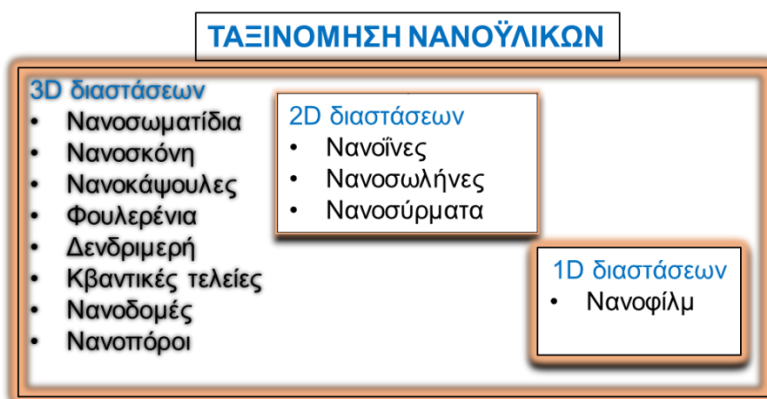 ΤΑΞΙΝΟΜΗΣΗ ΝΑΝΟΫΛΙΚΩΝ
3D διαστάσεων
• Νανοσωματίδια
• Νανοσκόνη
• Νανοκάψουλες
• Φουλερένια
• Δενδριμερή
• Κβαντικές τελείες
• Νανοδομές
• Νανοπόροι
2D διαστάσεων
• Νανοΐνες
• Νανοσωλήνες
• Νανοσύρματα
1D διαστάσεων
• Νανοφίλμ